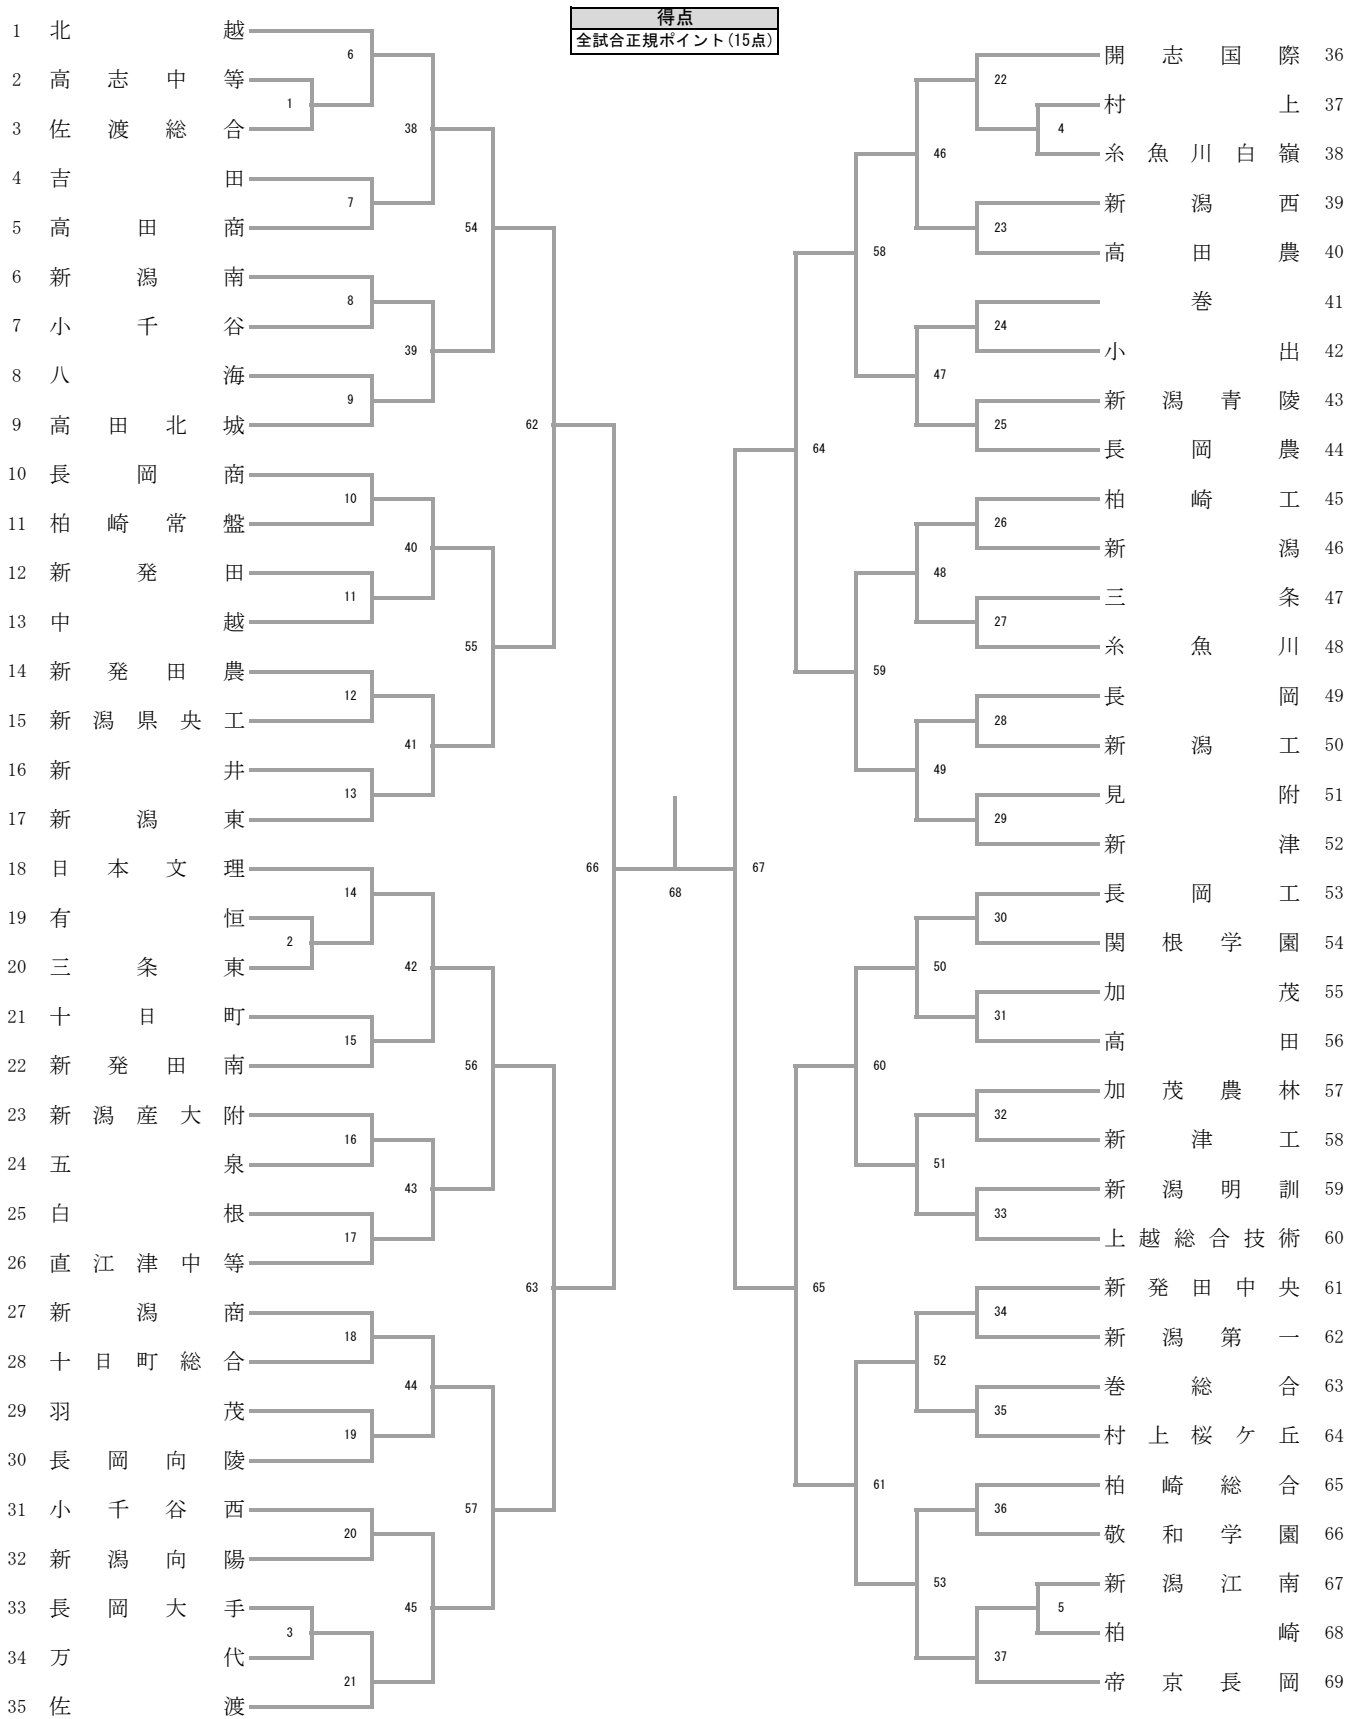 得点
全試合正規ポイント(15点)
1 北越
2 高志中等
3 佐渡総合
4 吉田
5 高田商
6 新潟南
7 小千谷
8 八海
9 高田北城
10 長岡商
11 柏崎常盤
12 新発田
13 中越
14 新発田農
15 新潟県央工
16 新井
17 新潟東
18 日本文理
19 有恒
20 三条東
21 十日町
22 新発田南
23 新潟産大附
24 五泉
25 白根
26 直江津中等
27 新潟商
28 十日町総合
29 羽茂
30 長岡向陵
31 小千谷西
32 新潟向陽
33 長岡大手
34 万代
35 佐渡
1
2
3
6
7
8
9
10
11
12
13
14
15
16
17
18
19
20
21
38
39
40
41
42
43
44
45
54
55
56
57
62
63
66
68
67
64
65
58
59
60
61
46
47
48
49
50
51
52
53
22
23
24
25
26
27
28
29
30
31
32
33
34
35
36
37
4
5
開志国際 36
村上 37
糸魚川白嶺 38
新潟西 39
高田農 40
巻 41
小出 42
新潟青陵 43
長岡農 44
柏崎工 45
新潟 46
三条 47
糸魚川 48
長岡 49
新潟工 50
見附 51
新津 52
長岡工 53
関根学園 54
加茂 55
高田 56
加茂農林 57
新津工 58
新潟明訓 59
上越総合技術 60
新発田中央 61
新潟第一 62
巻総合 63
村上桜ケ丘 64
柏崎総合 65
敬和学園 66
新潟江南 67
柏崎 68
帝京長岡 69